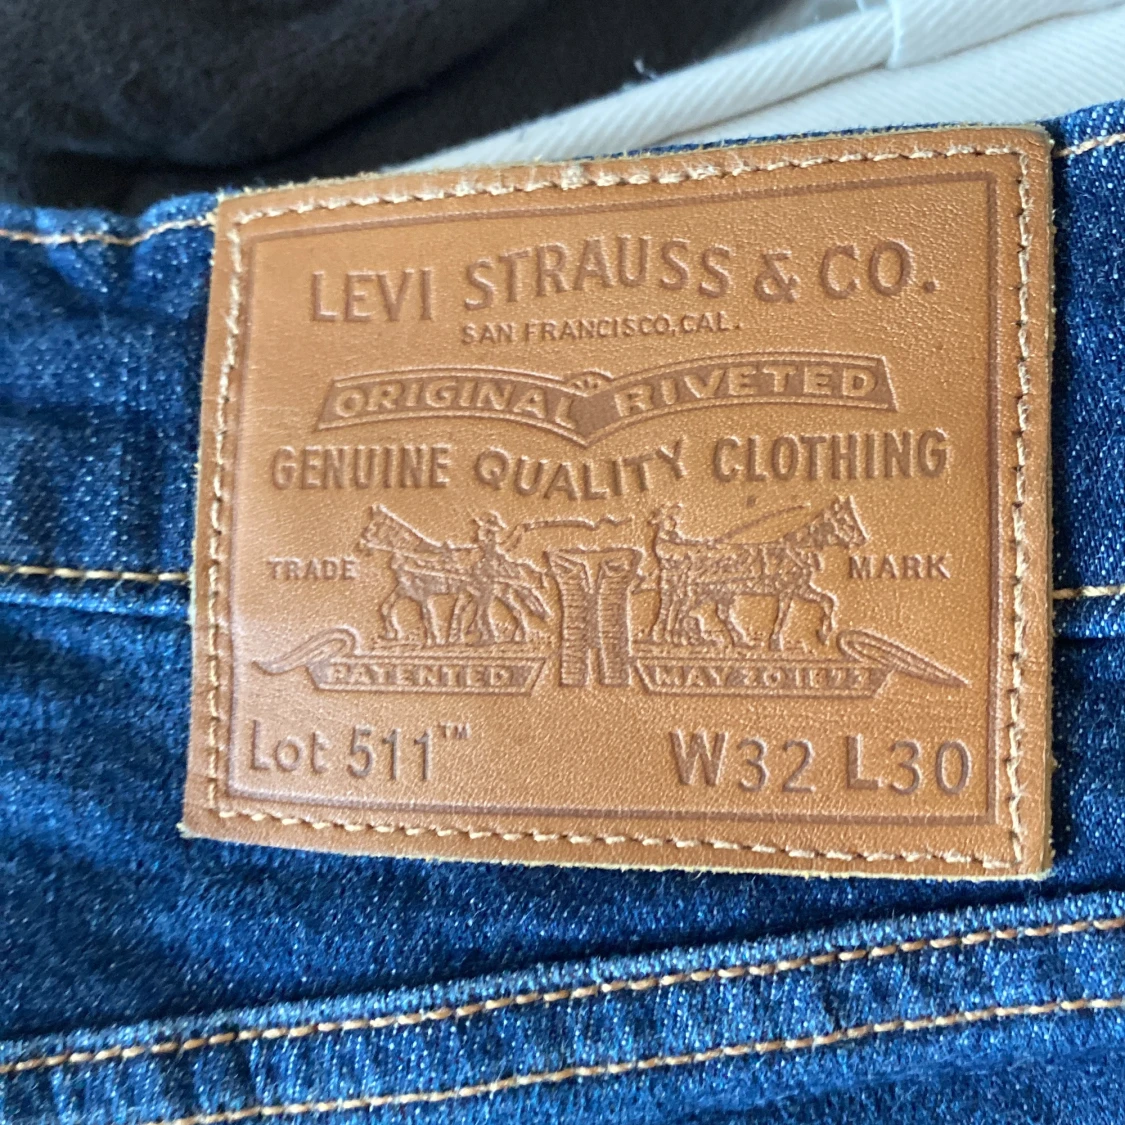 LEVI STRAUSS & CO.
SAN FRANCISCO, CAL.
ORIGINAL RIVETED
GENUINE QUALITY CLOTHING
TRADE MARK
PATENTED MAY 20 1873
Lot 511™ W32 L30